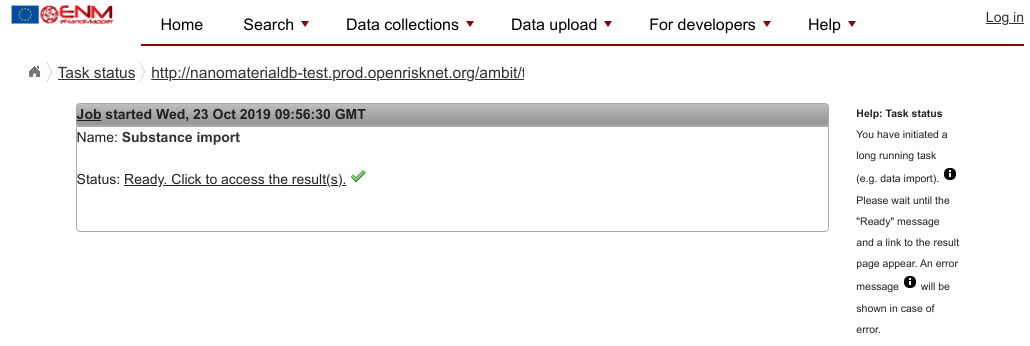 ENM
eNanoMapper
Log in
Home Search Data collections Data upload For developers Help
Task status http://nanomaterialdb-test.prod.openrisknet.org/ambit/t
Job started Wed, 23 Oct 2019 09:56:30 GMT
Name: Substance import
Status: Ready. Click to access the result(s).
Help: Task status
You have initiated a
long running task
(e.g. data import).
Please wait until the
"Ready" message
and a link to the result
page appear. An error
message will be
shown in case of
error.